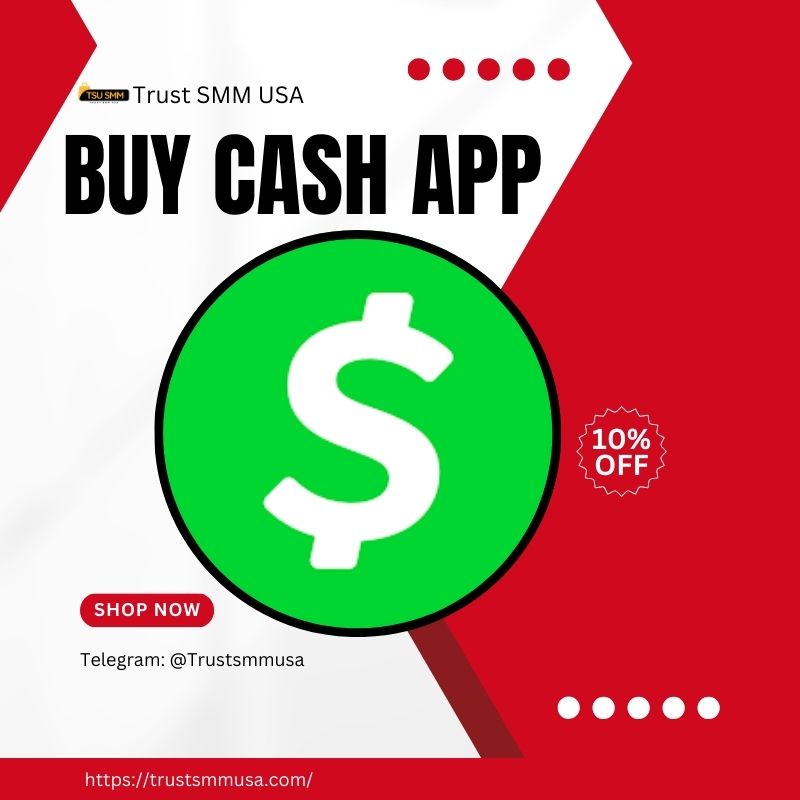 TSU SMM
Trust SMM USA
BUY CASH APP
$
10%
OFF
SHOP NOW
Telegram: @Trustsmmusa
https://trustsmmusa.com/